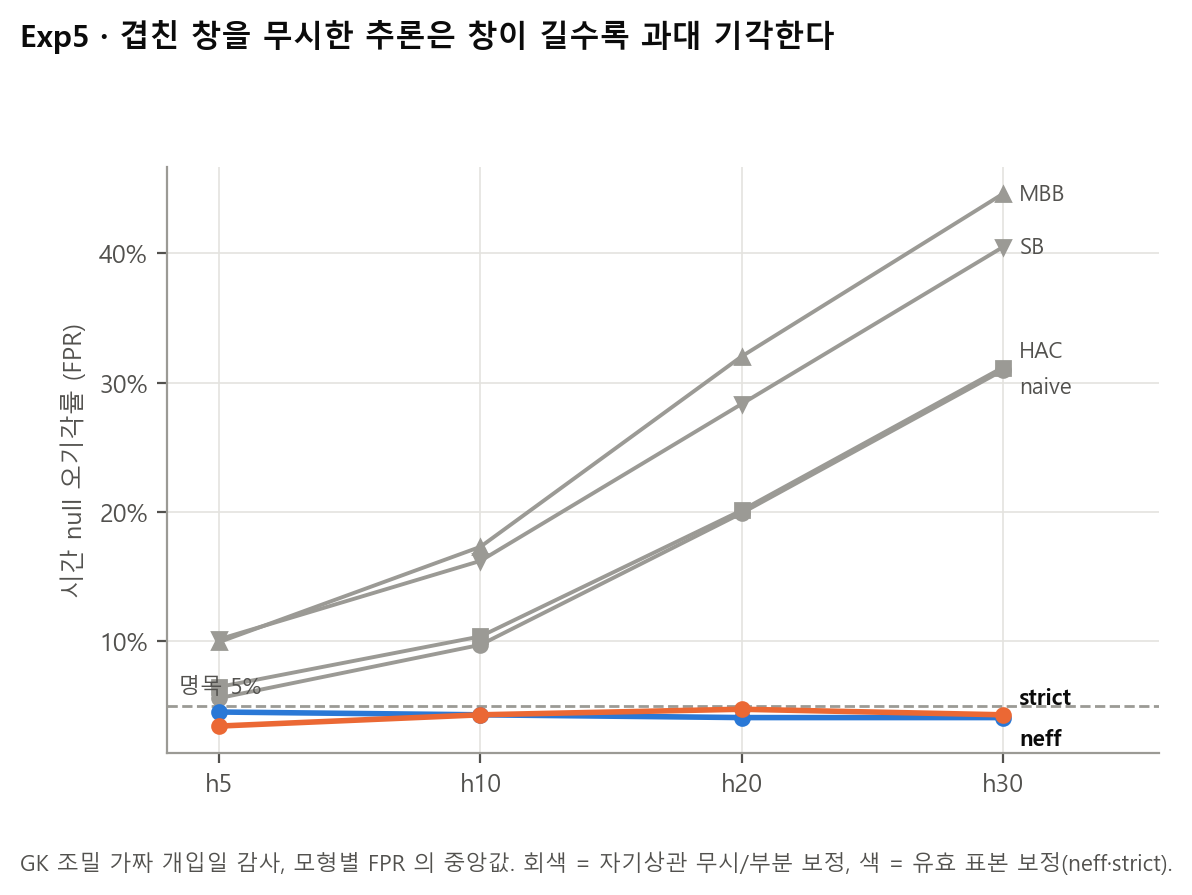 Exp5 · 겹친 창을 무시한 추론은 창이 길수록 과대 기각한다
시간 null 오기각률 (FPR)
40%
30%
20%
10%
명목 5%
MBB
SB
HAC
naive
strict
neff
h5
h10
h20
h30
GK 조밀 가짜 개입일 감사, 모형별 FPR 의 중앙값. 회색 = 자기상관 무시/부분 보정, 색 = 유효 표본 보정(neff·strict).